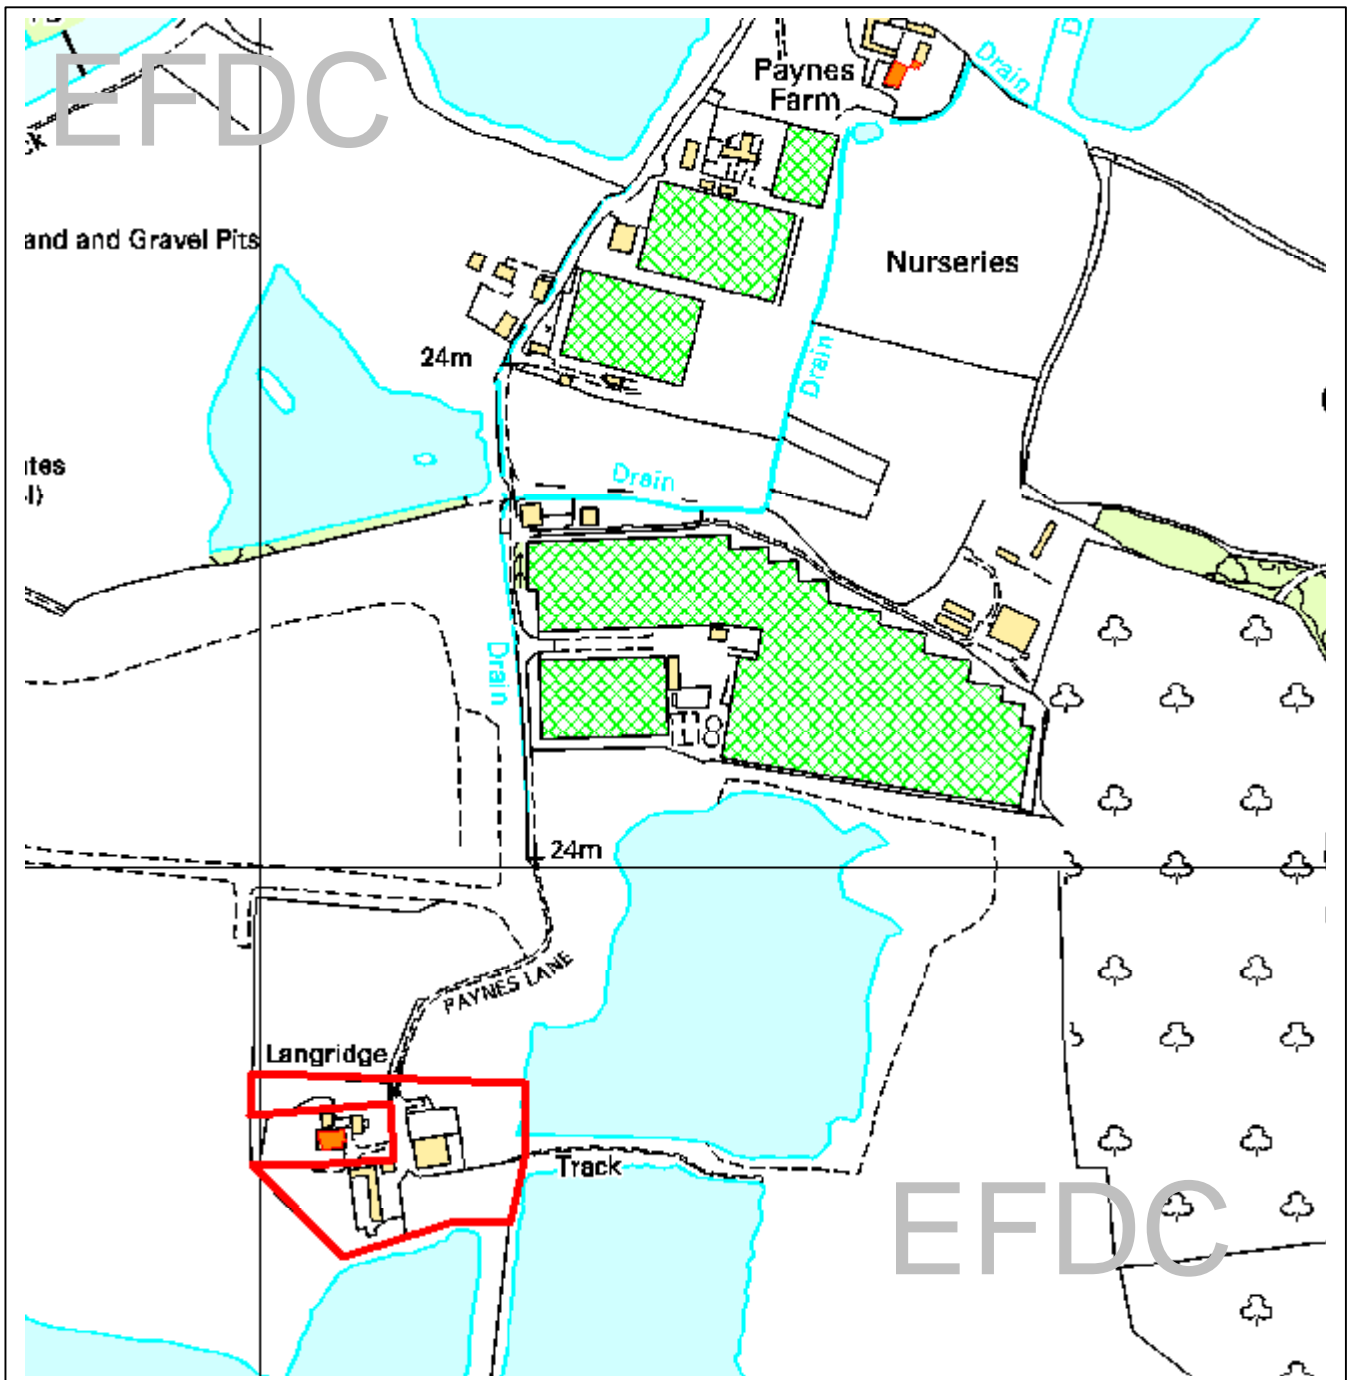 EFDC
Paynes
Farm
Drain
D
and and Gravel Pits
Nurseries
24m
Drain
Drain
Drain
24m
PAYNES LANE
Langridge
Track
EFDC